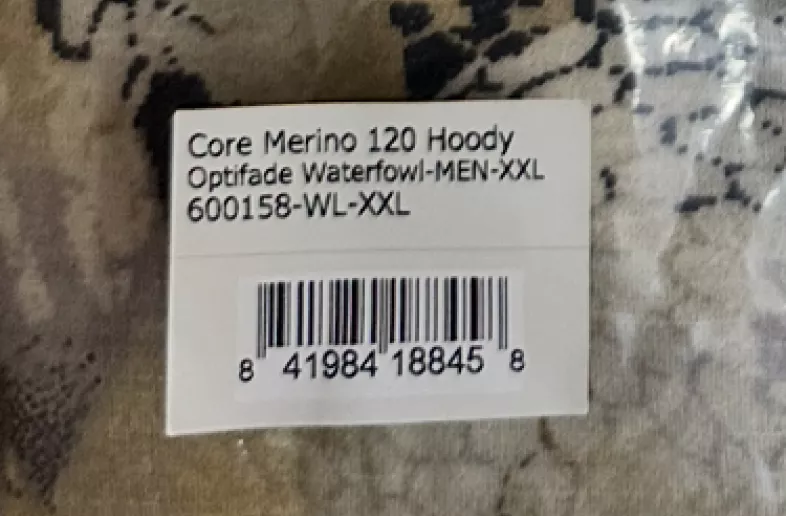 Core Merino 120 Hoody
Optifade Waterfowl-MEN-XXL
600158-WL-XXL
8 41984 18845 8